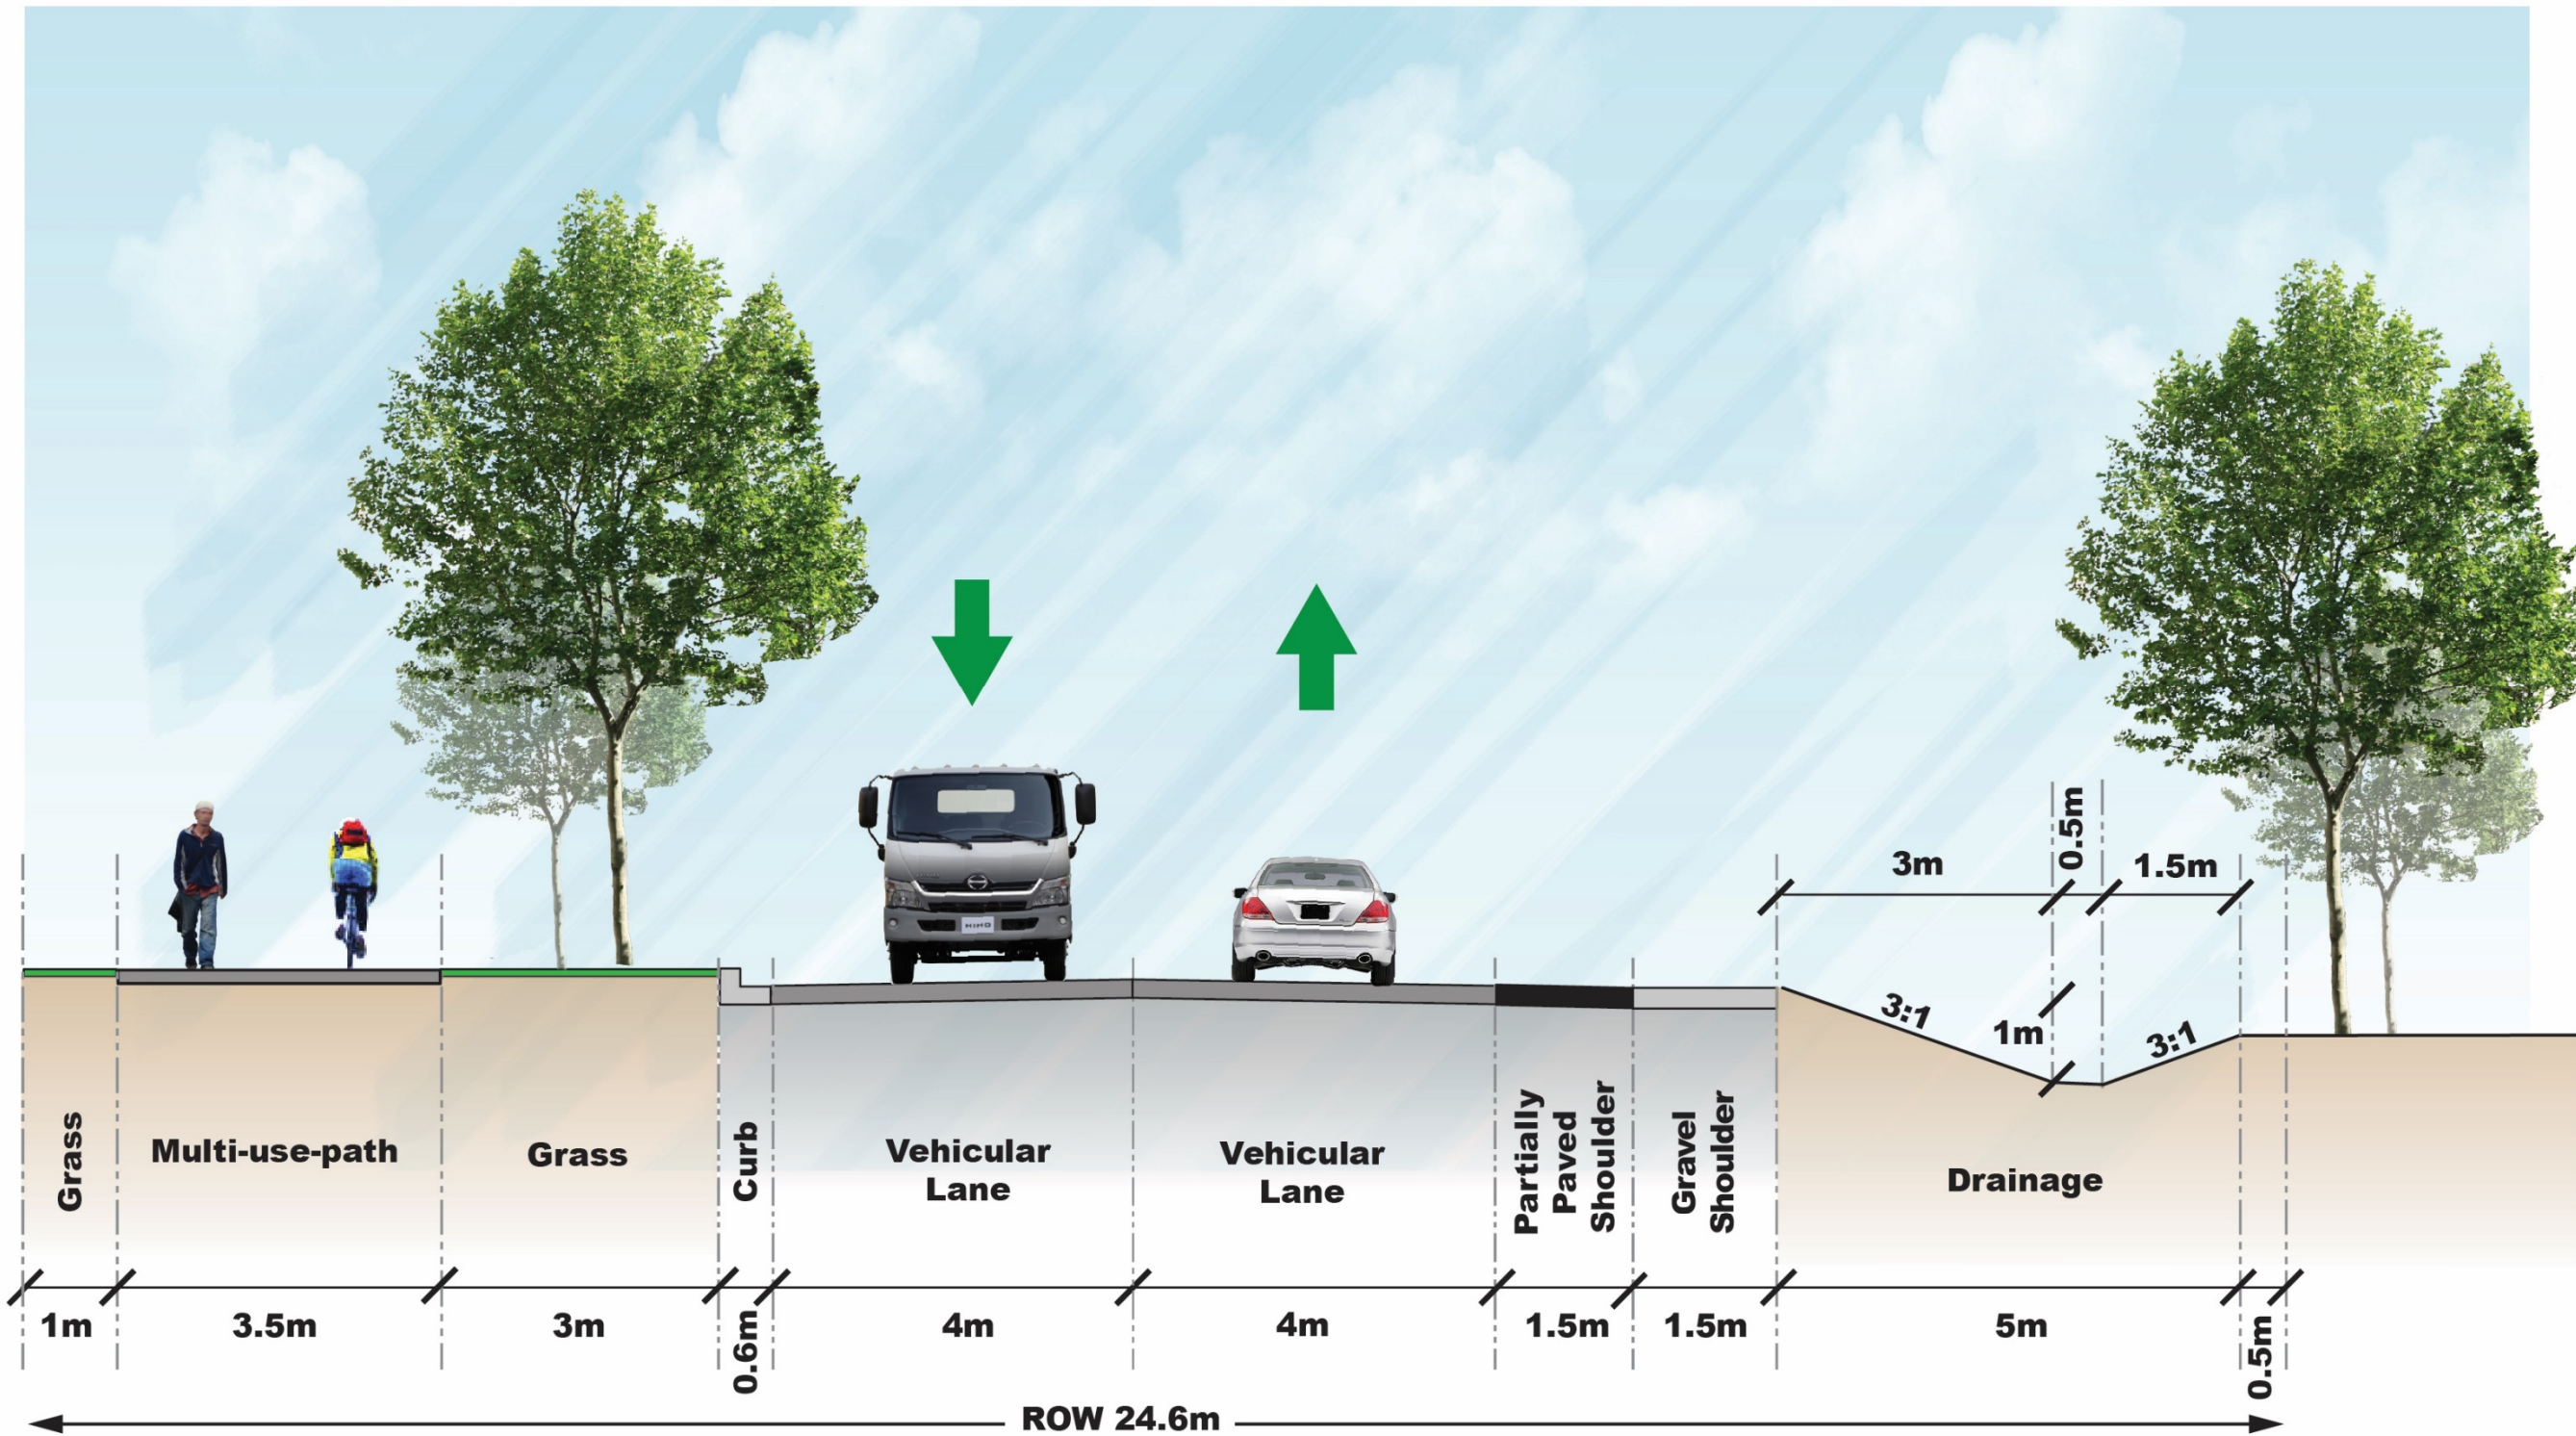 3m
0.5m
1.5m
3:1
1m
3:1
HINO
Grass
Multi-use-path
Grass
Curb
Vehicular
Lane
Vehicular
Lane
Partially
Paved
Shoulder
Gravel
Shoulder
Drainage
1m
3.5m
3m
0.6m
4m
4m
1.5m
1.5m
5m
0.5m
ROW 24.6m